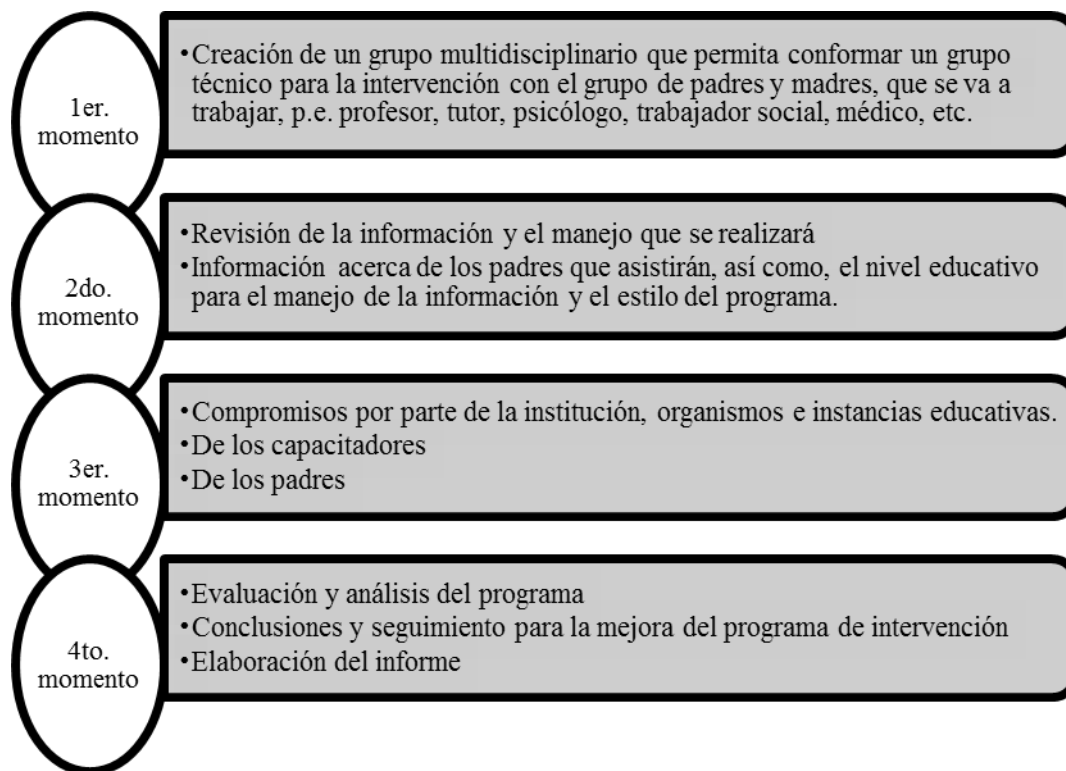 1er.
momento
•Creación de un grupo multidisciplinario que permita conformar un grupo
técnico para la intervención con el grupo de padres y madres, que se va a
trabajar, p.e. profesor, tutor, psicólogo, trabajador social, médico, etc.
2do.
momento
•Revisión de la información y el manejo que se realizará
•Información acerca de los padres que asistirán, así como, el nivel educativo
para el manejo de la información y el estilo del programa.
3er.
momento
•Compromisos por parte de la institución, organismos e instancias educativas.
•De los capacitadores
•De los padres
4to.
momento
•Evaluación y análisis del programa
•Conclusiones y seguimiento para la mejora del programa de intervención
•Elaboración del informe